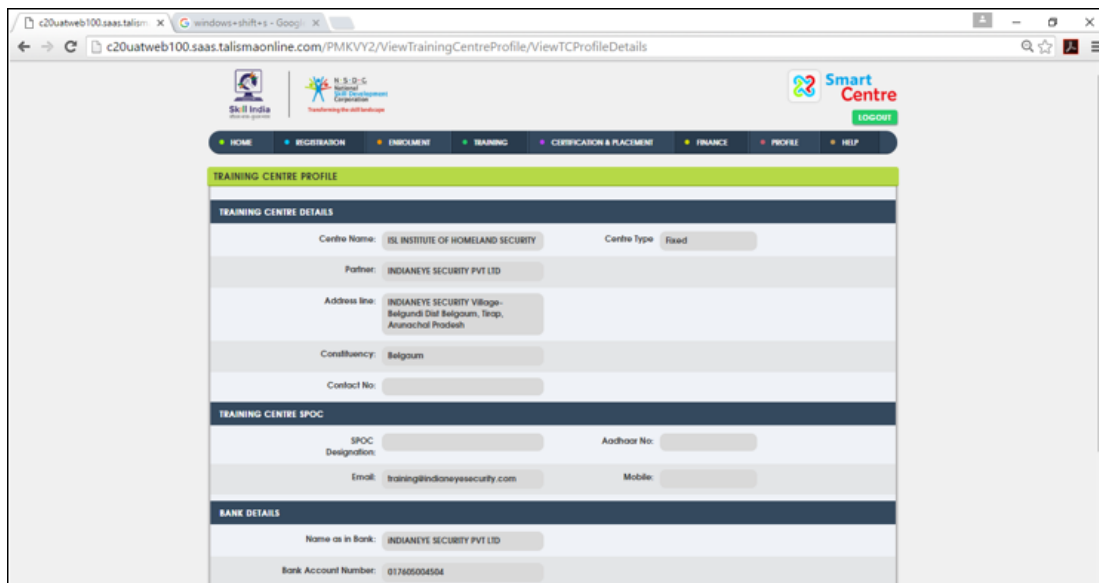 c20uatweb100.saas.talism
windows+shift+s - Googl
c20uatweb100.saas.talismaonline.com/PMKVY2/ViewTrainingCentreProfile/ViewTCProfileDetails
Skill India
N·S·D·C
National
Skill Development
Corporation
Transforming the skill landscape
Smart
Centre
LOGOUT
HOME REGISTRATION ENROLMENT TRAINING CERTIFICATION & PLACEMENT FINANCE PROFILE HELP
TRAINING CENTRE PROFILE
TRAINING CENTRE DETAILS
Centre Name: ISL INSTITUTE OF HOMELAND SECURITY Centre Type Fixed
Partner: INDIANEYE SECURITY PVT LTD
Address line: INDIANEYE SECURITY Village-
Belgundi Dist Belgaum, Tirap,
Arunachal Pradesh
Constituency: Belgaum
Contact No:
TRAINING CENTRE SPOC
SPOC
Designation:
Aadhaar No:
Email: training@indianeyesecurity.com Mobile:
BANK DETAILS
Name as in Bank: INDIANEYE SECURITY PVT LTD
Bank Account Number: 017605004504